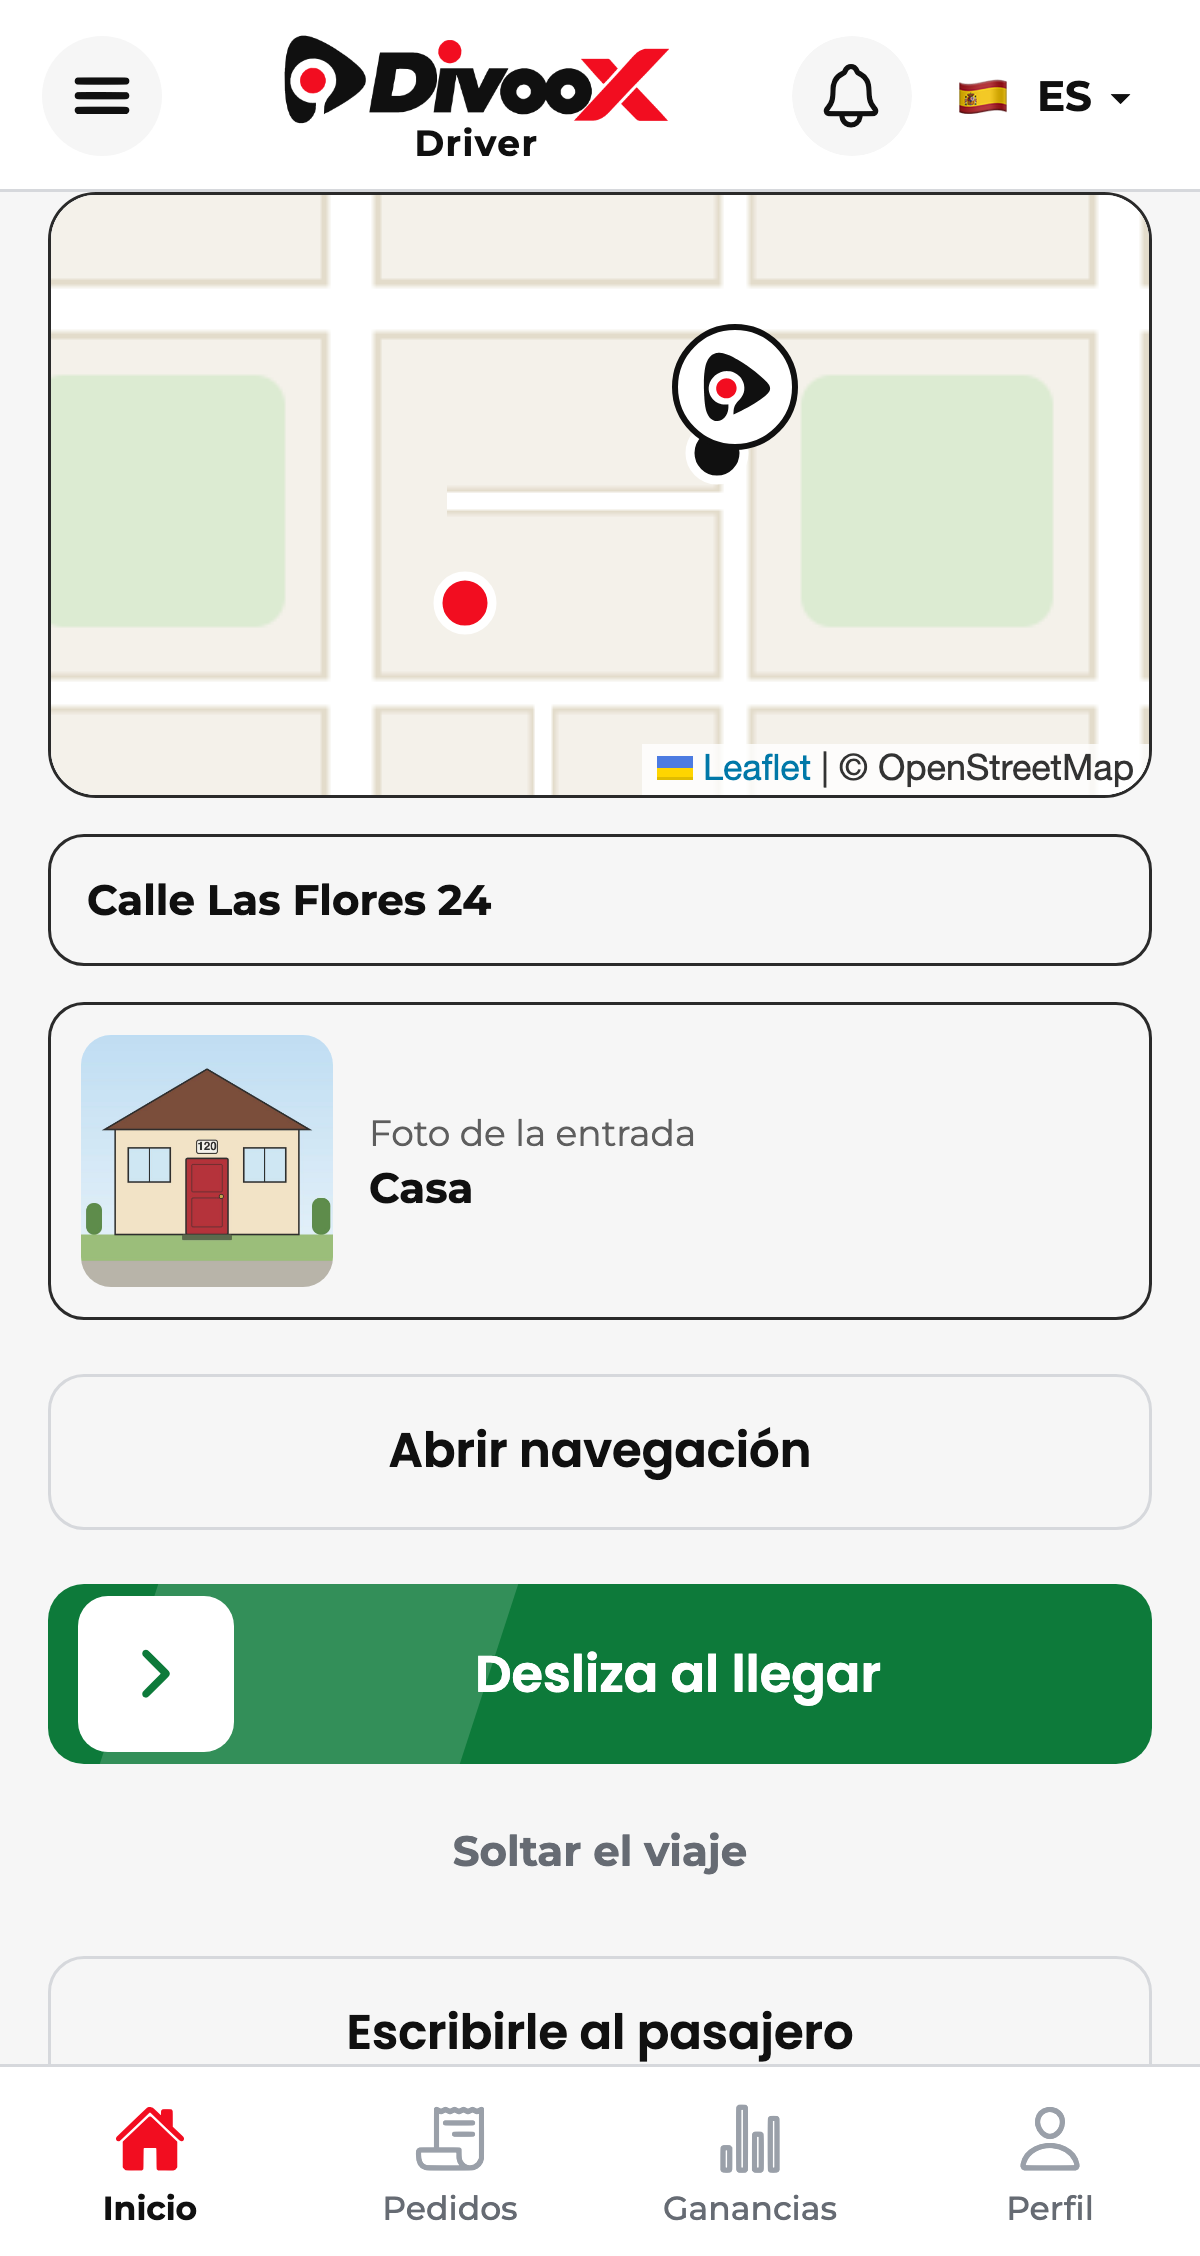 DivooX
Driver
ES
Leaflet | © OpenStreetMap
Calle Las Flores 24
120
Foto de la entrada
Casa
Abrir navegación
Desliza al llegar
Soltar el viaje
Escribirle al pasajero
Inicio
Pedidos
Ganancias
Perfil